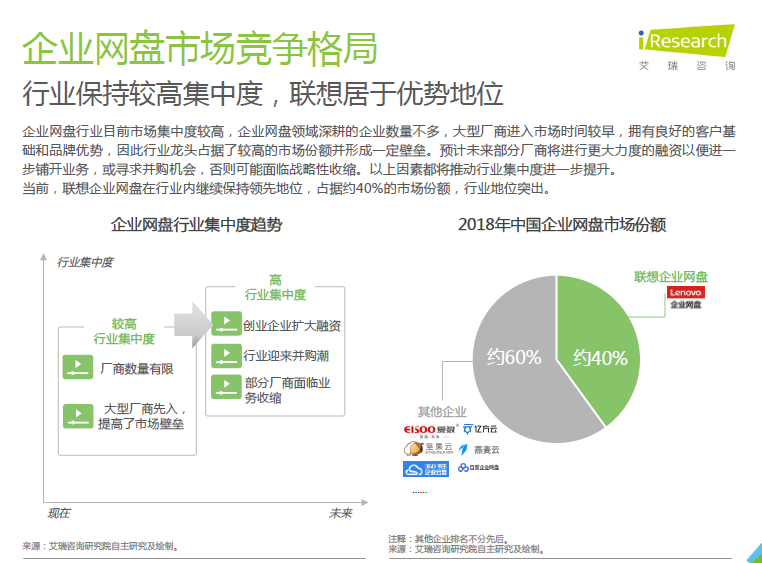 企业网盘市场竞争格局
iResearch
艾瑞咨询
行业保持较高集中度，联想居于优势地位
企业网盘行业目前市场集中度较高，企业网盘领域深耕的企业数量不多，大型厂商进入市场时间较早，拥有良好的客户基
础和品牌优势，因此行业龙头占据了较高的市场份额并形成一定壁垒。预计未来部分厂商将进行更大力度的融资以便进一
步铺开业务，或寻求并购机会，否则可能面临战略性收缩。以上因素都将推动行业集中度进一步提升。
当前，联想企业网盘在行业内继续保持领先地位，占据约40%的市场份额，行业地位突出。
企业网盘行业集中度趋势
行业集中度
较高
行业集中度
厂商数量有限
大型厂商先入，
提高了市场壁垒
高
行业集中度
创业企业扩大融资
行业迎来并购潮
部分厂商面临业
务收缩
现在
未来
来源：艾瑞咨询研究院自主研究及绘制。
2018年中国企业网盘市场份额
联想企业网盘
Lenovo
企业网盘
约60%
约40%
其他企业
EISOO爱数
亿方云
坚果云
燕麦云
百度企业网盘
......
注释：其他企业排名不分先后。
来源：艾瑞咨询研究院自主研究及绘制。